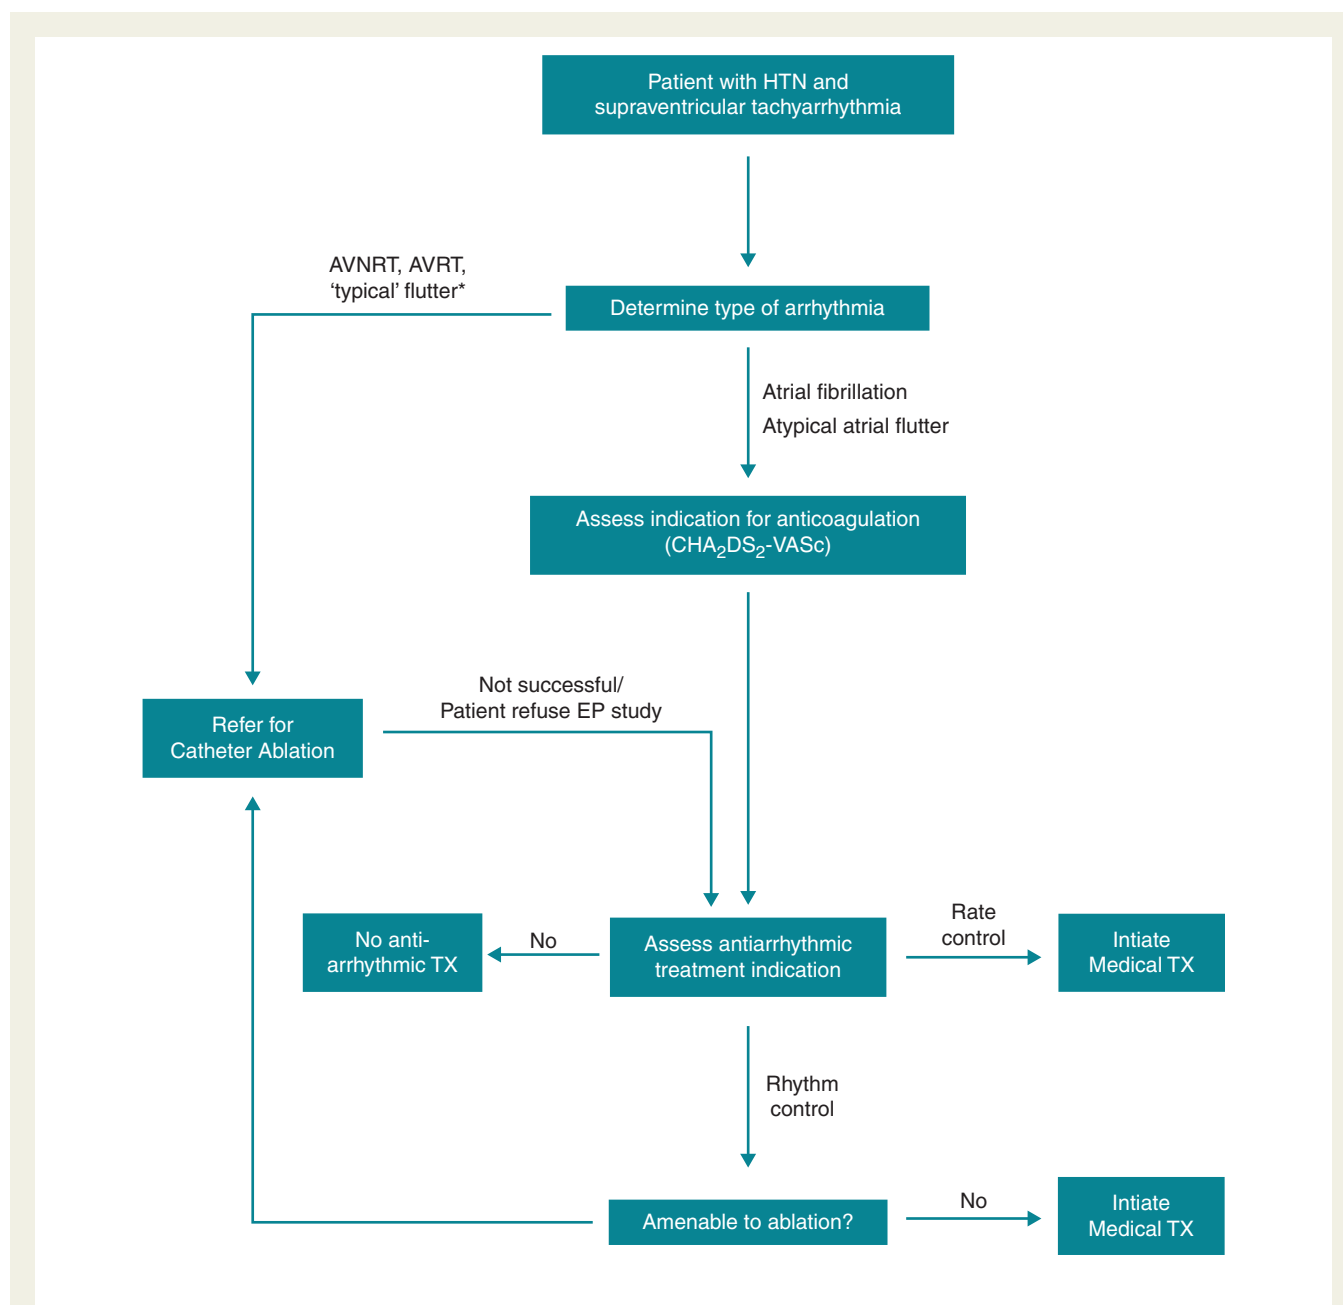 Patient with HTN and
supraventricular tachyarrhythmia
AVNRT, AVRT,
‘typical’ flutter*
Determine type of arrhythmia
Atrial fibrillation
Atypical atrial flutter
Assess indication for anticoagulation
(CHA₂DS₂-VASc)
Not successful/
Patient refuse EP study
Refer for
Catheter Ablation
No anti-
arrhythmic TX
No
Assess antiarrhythmic
treatment indication
Rate
control
Intiate
Medical TX
Rhythm
control
Amenable to ablation?
No
Intiate
Medical TX